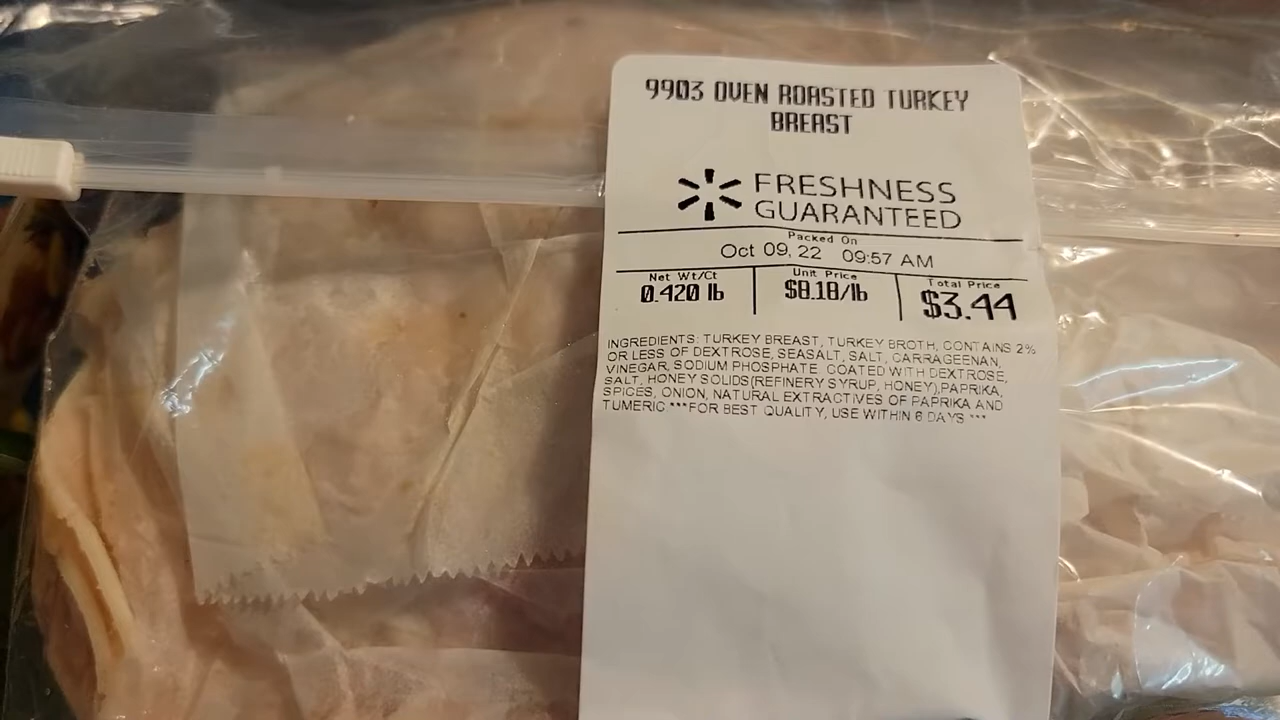 9903 OVEN ROASTED TURKEY
BREAST
FRESHNESS
GUARANTEED
Packed On
Oct 09, 22 09:57 AM
Net Wt/Ct
0.420 lb
Unit Price
$8.18/lb
Total Price
$3.44
INGREDIENTS: TURKEY BREAST, TURKEY BROTH, CONTAINS 2%
OR LESS OF DEXTROSE, SEASALT, SALT, CARRAGEENAN,
VINEGAR, SODIUM PHOSPHATE COATED WITH DEXTROSE,
SALT, HONEY SOLIDS(REFINERY SYRUP, HONEY),PAPRIKA,
SPICES, ONION, NATURAL EXTRACTIVES OF PAPRIKA AND
TUMERIC ***FOR BEST QUALITY, USE WITHIN 6 DAYS ***